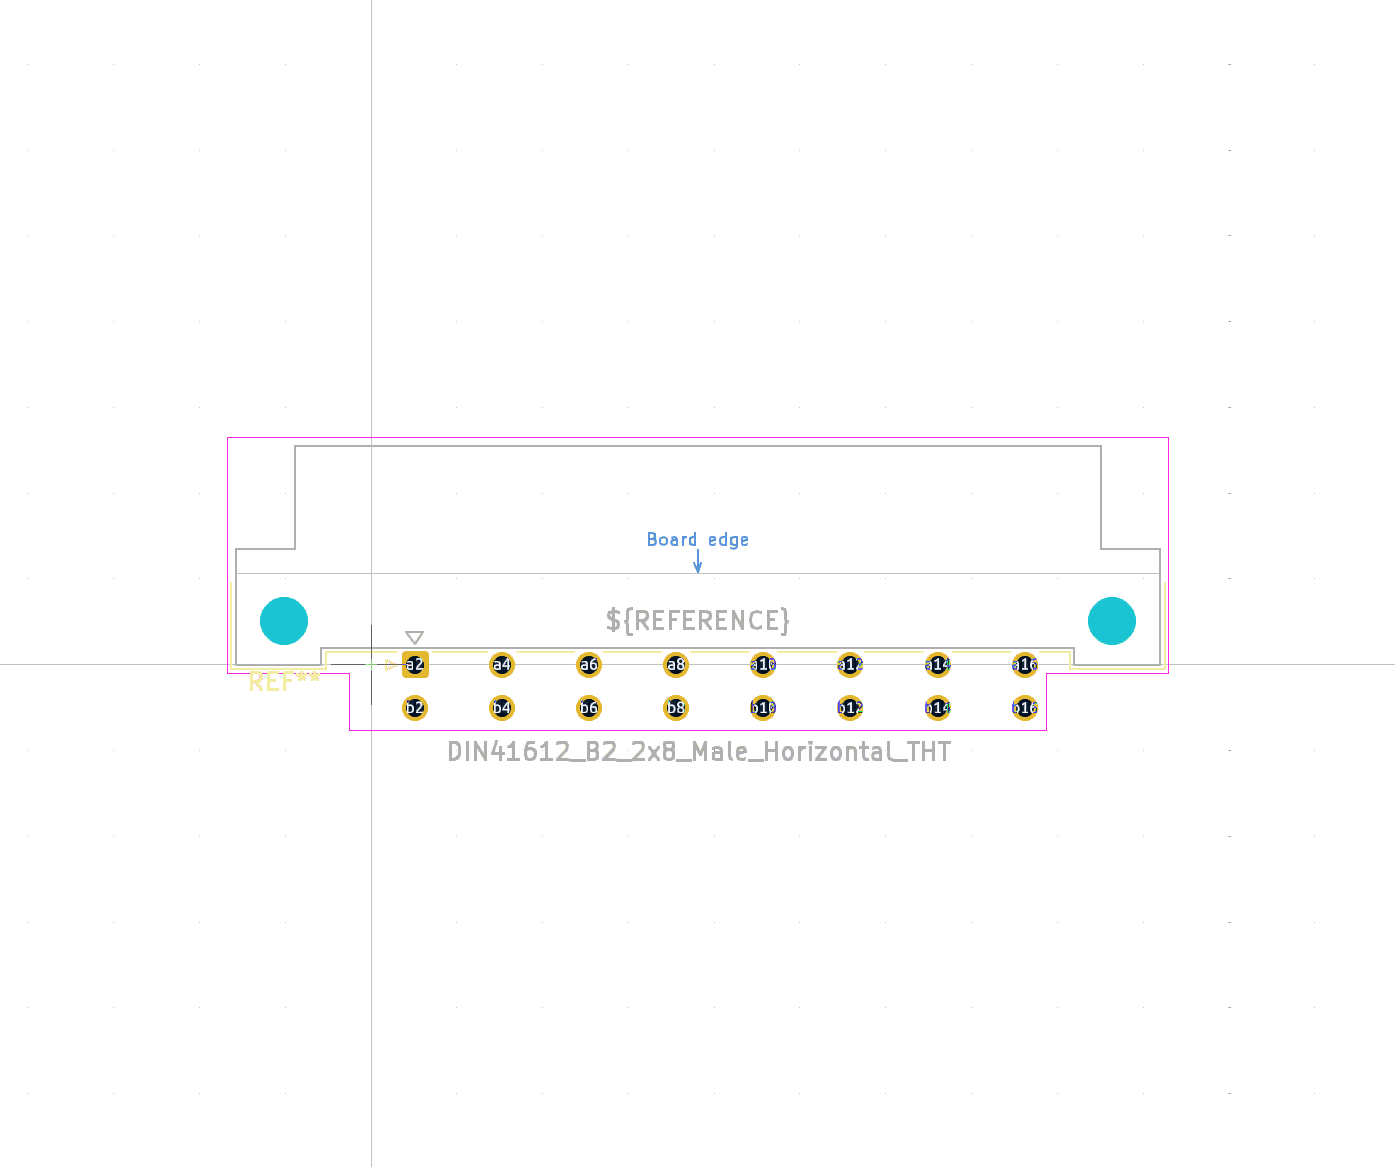 Board edge
${REFERENCE}
a2 a4 a6 a8 a10 a12 a14 a16
REF**
b2 b4 b6 b8 b10 b12 b14 b16
DIN41612_B2_2x8_Male_Horizontal_THT